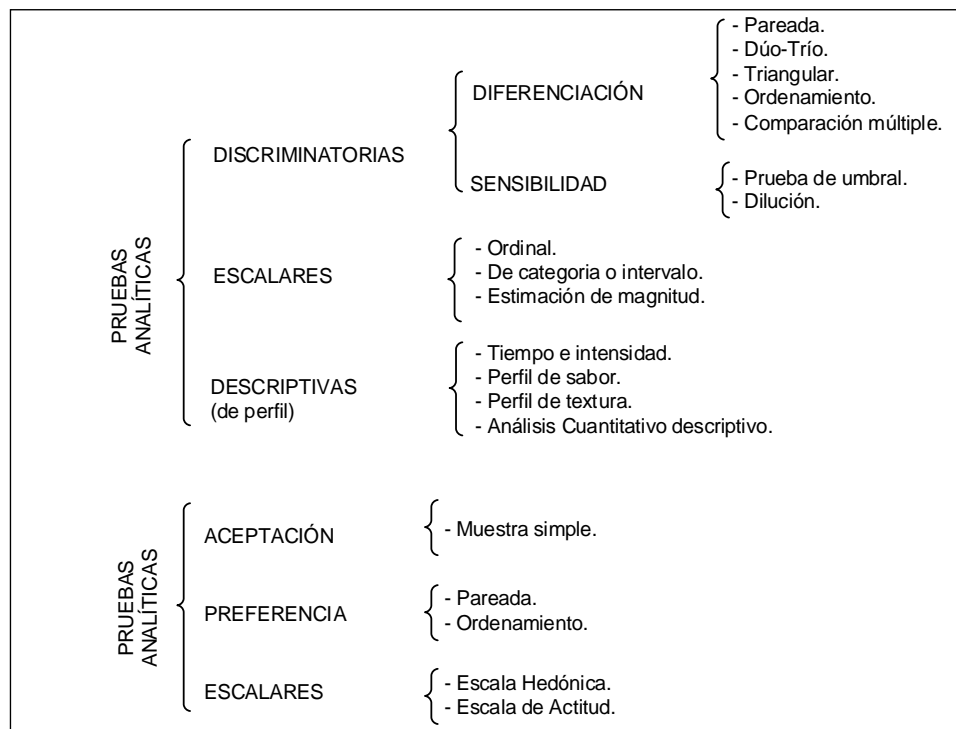 PRUEBAS
ANALÍTICAS
DISCRIMINATORIAS
DIFERENCIACIÓN
- Pareada.
- Dúo-Trío.
- Triangular.
- Ordenamiento.
- Comparación múltiple.
SENSIBILIDAD
- Prueba de umbral.
- Dilución.
ESCALARES
- Ordinal.
- De categoria o intervalo.
- Estimación de magnitud.
DESCRIPTIVAS
(de perfil)
- Tiempo e intensidad.
- Perfil de sabor.
- Perfil de textura.
- Análisis Cuantitativo descriptivo.
PRUEBAS
ANALÍTICAS
ACEPTACIÓN
- Muestra simple.
PREFERENCIA
- Pareada.
- Ordenamiento.
ESCALARES
- Escala Hedónica.
- Escala de Actitud.